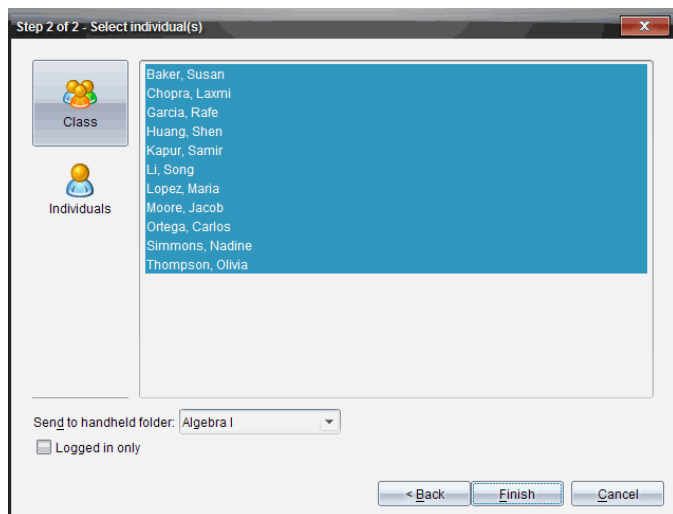 Step 2 of 2 - Select individual(s)
Class
Individuals
Baker, Susan
Chopra, Laxmi
Garcia, Rafe
Huang, Shen
Kapur, Samir
Li, Song
Lopez, Maria
Moore, Jacob
Ortega, Carlos
Simmons, Nadine
Thompson, Olivia
Send to handheld folder: Algebra I
Logged in only
< Back Finish Cancel